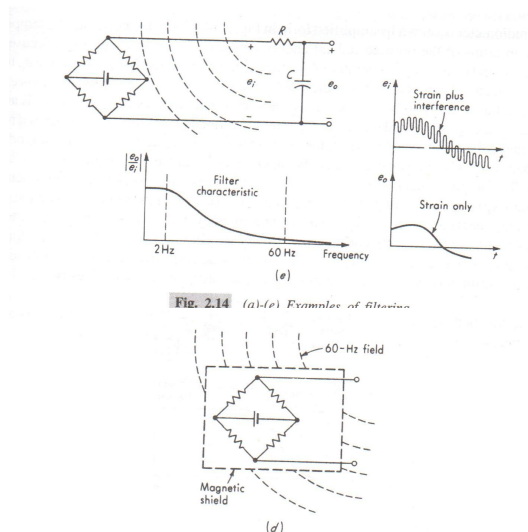 R
+
+
e_i
C
e_o
−
−
e_i
Strain plus
interference
t
e_o
Strain only
t
|e_o/e_i|
Filter
characteristic
2 Hz
60 Hz
Frequency
(e)
Fig. 2.14 (a)-(e) Examples of filtering
60-Hz field
Magnetic
shield
(d)